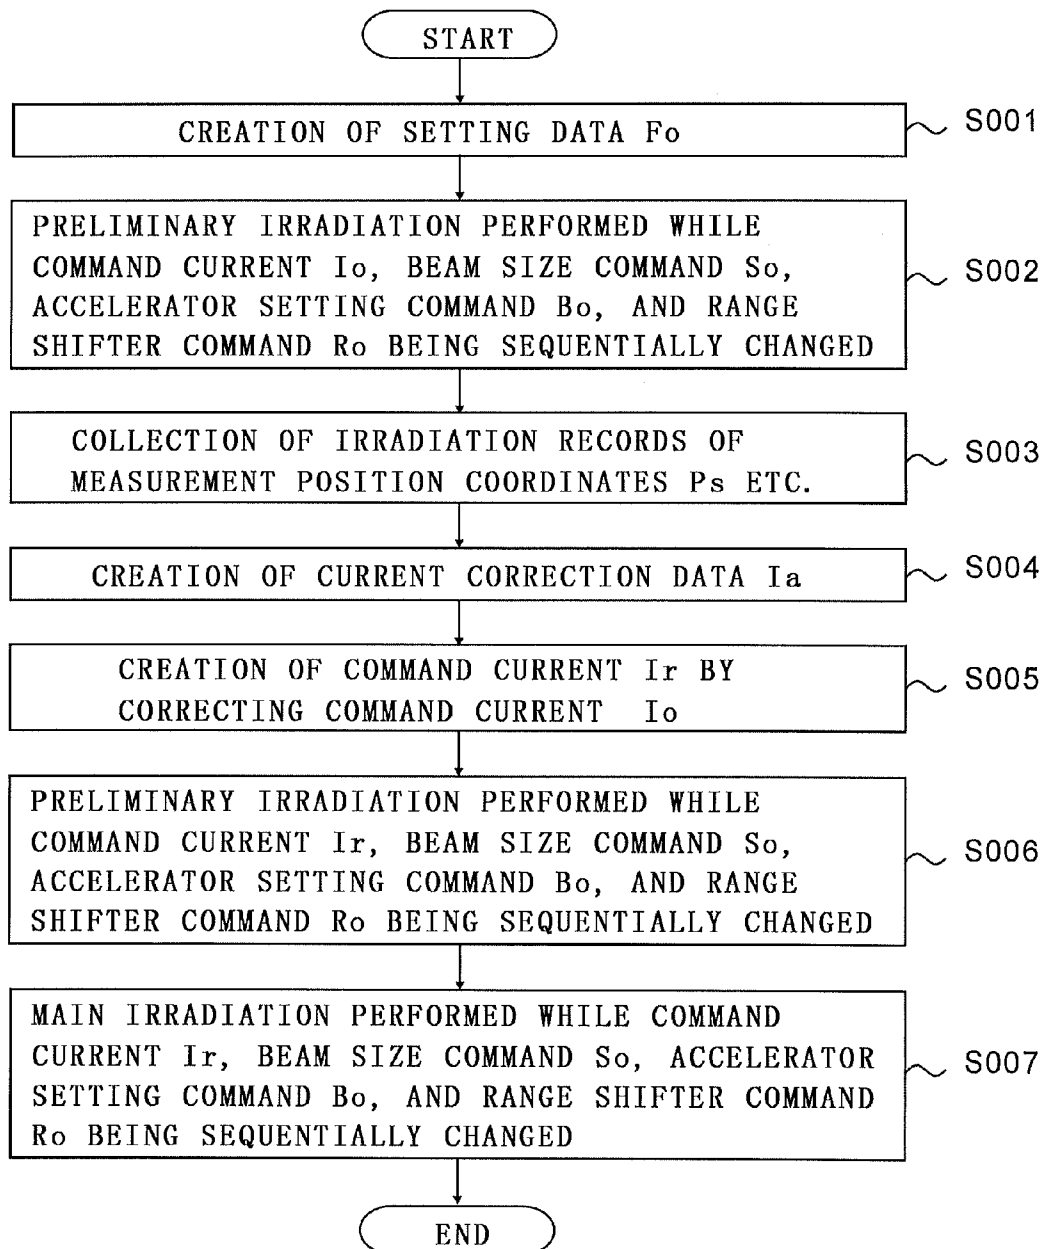 START
CREATION OF SETTING DATA Fo
S001
PRELIMINARY IRRADIATION PERFORMED WHILE
COMMAND CURRENT Io, BEAM SIZE COMMAND So,
ACCELERATOR SETTING COMMAND Bo, AND RANGE
SHIFTER COMMAND Ro BEING SEQUENTIALLY CHANGED
S002
COLLECTION OF IRRADIATION RECORDS OF
MEASUREMENT POSITION COORDINATES Ps ETC.
S003
CREATION OF CURRENT CORRECTION DATA Ia
S004
CREATION OF COMMAND CURRENT Ir BY
CORRECTING COMMAND CURRENT Io
S005
PRELIMINARY IRRADIATION PERFORMED WHILE
COMMAND CURRENT Ir, BEAM SIZE COMMAND So,
ACCELERATOR SETTING COMMAND Bo, AND RANGE
SHIFTER COMMAND Ro BEING SEQUENTIALLY CHANGED
S006
MAIN IRRADIATION PERFORMED WHILE COMMAND
CURRENT Ir, BEAM SIZE COMMAND So, ACCELERATOR
SETTING COMMAND Bo, AND RANGE SHIFTER COMMAND
Ro BEING SEQUENTIALLY CHANGED
S007
END